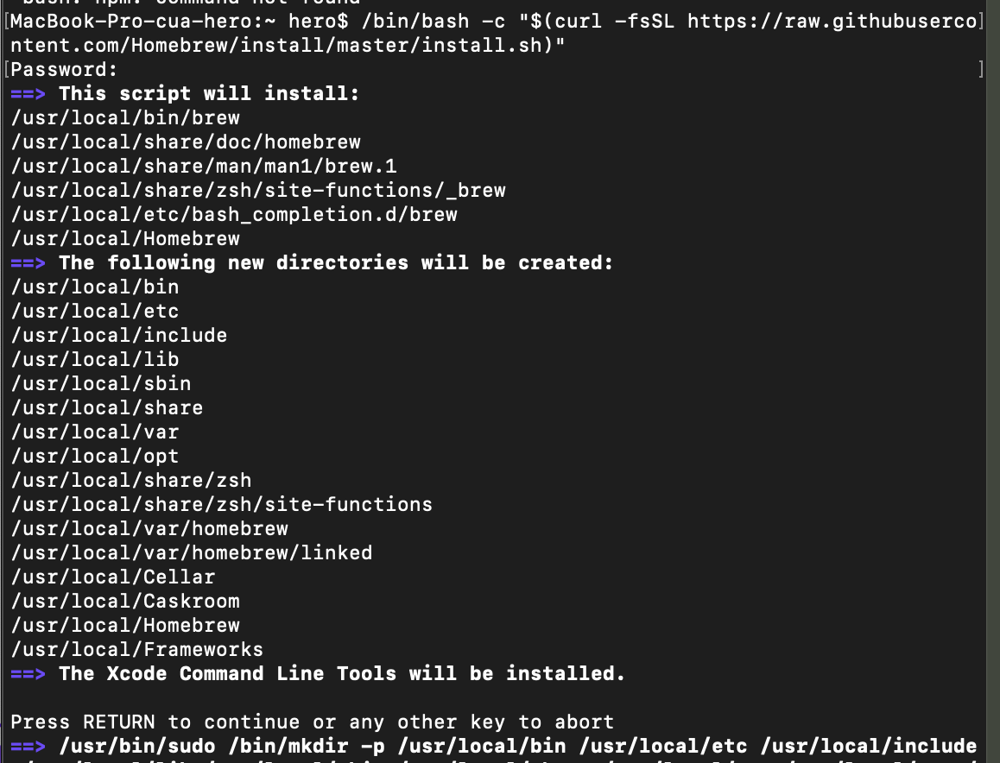 bash: npm: command not found
[MacBook-Pro-cua-hero:~ hero$ /bin/bash -c "$(curl -fsSL https://raw.githubuserco]
ntent.com/Homebrew/install/master/install.sh)"
[Password: ]
==> This script will install:
/usr/local/bin/brew
/usr/local/share/doc/homebrew
/usr/local/share/man/man1/brew.1
/usr/local/share/zsh/site-functions/_brew
/usr/local/etc/bash_completion.d/brew
/usr/local/Homebrew
==> The following new directories will be created:
/usr/local/bin
/usr/local/etc
/usr/local/include
/usr/local/lib
/usr/local/sbin
/usr/local/share
/usr/local/var
/usr/local/opt
/usr/local/share/zsh
/usr/local/share/zsh/site-functions
/usr/local/var/homebrew
/usr/local/var/homebrew/linked
/usr/local/Cellar
/usr/local/Caskroom
/usr/local/Homebrew
/usr/local/Frameworks
==> The Xcode Command Line Tools will be installed.
Press RETURN to continue or any other key to abort
==> /usr/bin/sudo /bin/mkdir -p /usr/local/bin /usr/local/etc /usr/local/include